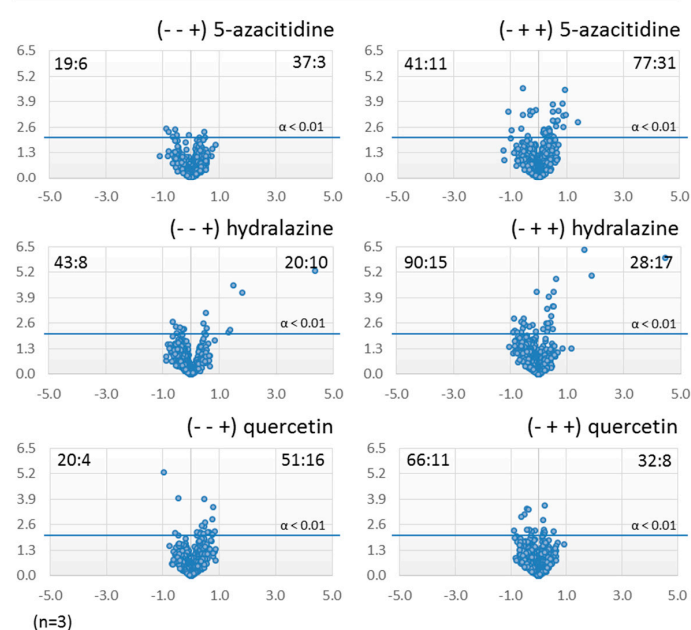 (- - +) 5-azacitidine
6.5 19:6 37:3
5.2
3.9
2.6 α < 0.01
1.3
0.0
-5.0 -3.0 -1.0 1.0 3.0 5.0
(- + +) 5-azacitidine
6.5 41:11 77:31
5.2
3.9
2.6 α < 0.01
1.3
0.0
-5.0 -3.0 -1.0 1.0 3.0 5.0
(- - +) hydralazine
6.5 43:8 20:10
5.2
3.9
2.6 α < 0.01
1.3
0.0
-5.0 -3.0 -1.0 1.0 3.0 5.0
(- + +) hydralazine
6.5 90:15 28:17
5.2
3.9
2.6 α < 0.01
1.3
0.0
-5.0 -3.0 -1.0 1.0 3.0 5.0
(- - +) quercetin
6.5 20:4 51:16
5.2
3.9
2.6 α < 0.01
1.3
0.0
-5.0 -3.0 -1.0 1.0 3.0 5.0
(- + +) quercetin
6.5 66:11 32:8
5.2
3.9
2.6 α < 0.01
1.3
0.0
-5.0 -3.0 -1.0 1.0 3.0 5.0
(n=3)